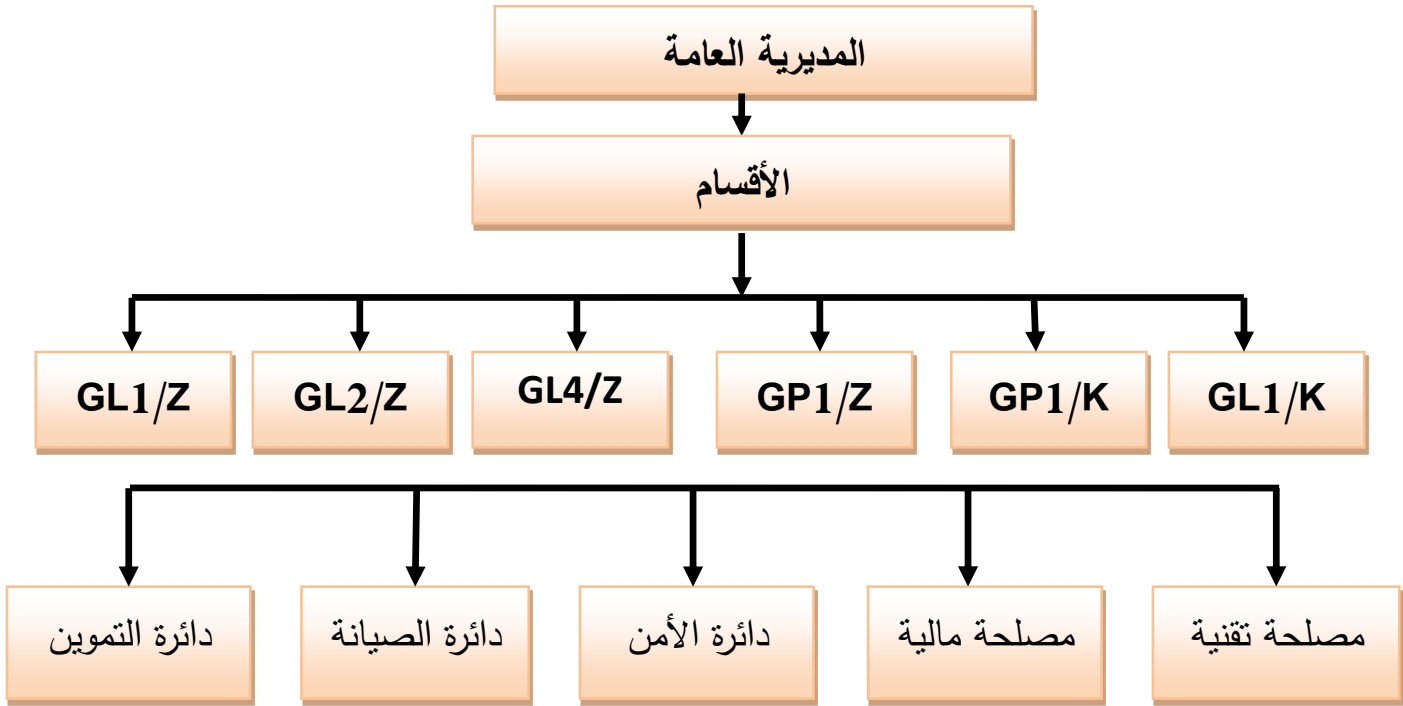 المديرية العامة
الأقسام
GL1/Z
GL2/Z
GL4/Z
GP1/Z
GP1/K
GL1/K
مصلحة تقنية
مصلحة مالية
دائرة الأمن
دائرة الصيانة
دائرة التموين